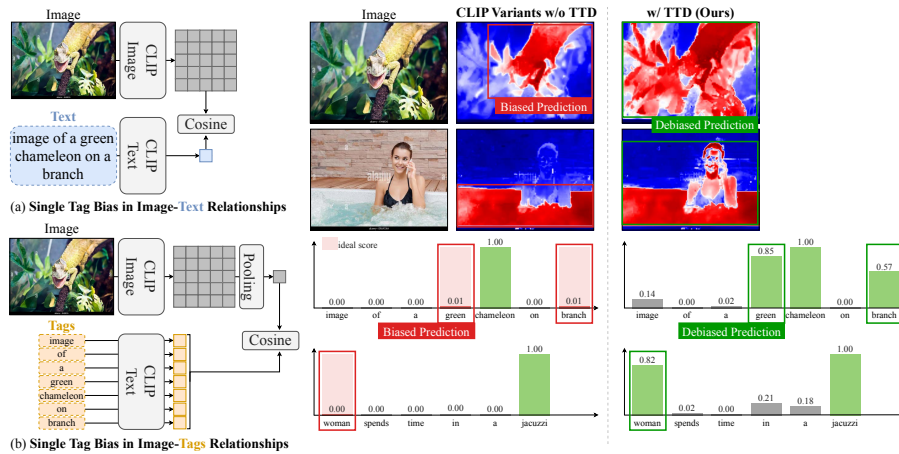 Image
CLIP
Image
Text
image of a green
chameleon on a
branch
CLIP
Text
Cosine
(a) Single Tag Bias in Image-Text Relationships
Image
CLIP
Image
Pooling
Tags
image
of
a
green
chameleon
on
branch
CLIP
Text
Cosine
(b) Single Tag Bias in Image-Tags Relationships
Image
CLIP Variants w/o TTD
w/ TTD (Ours)
Biased Prediction
Debiased Prediction
alamy
ideal score
0.00 0.00 0.00 0.01 1.00 0.00 0.01
image of a green chameleon on branch
Biased Prediction
0.14 0.00 0.02 0.85 1.00 0.00 0.57
image of a green chameleon on branch
Debiased Prediction
0.00 0.00 0.00 0.00 0.00 1.00
woman spends time in a jacuzzi
0.82 0.02 0.00 0.21 0.18 1.00
woman spends time in a jacuzzi